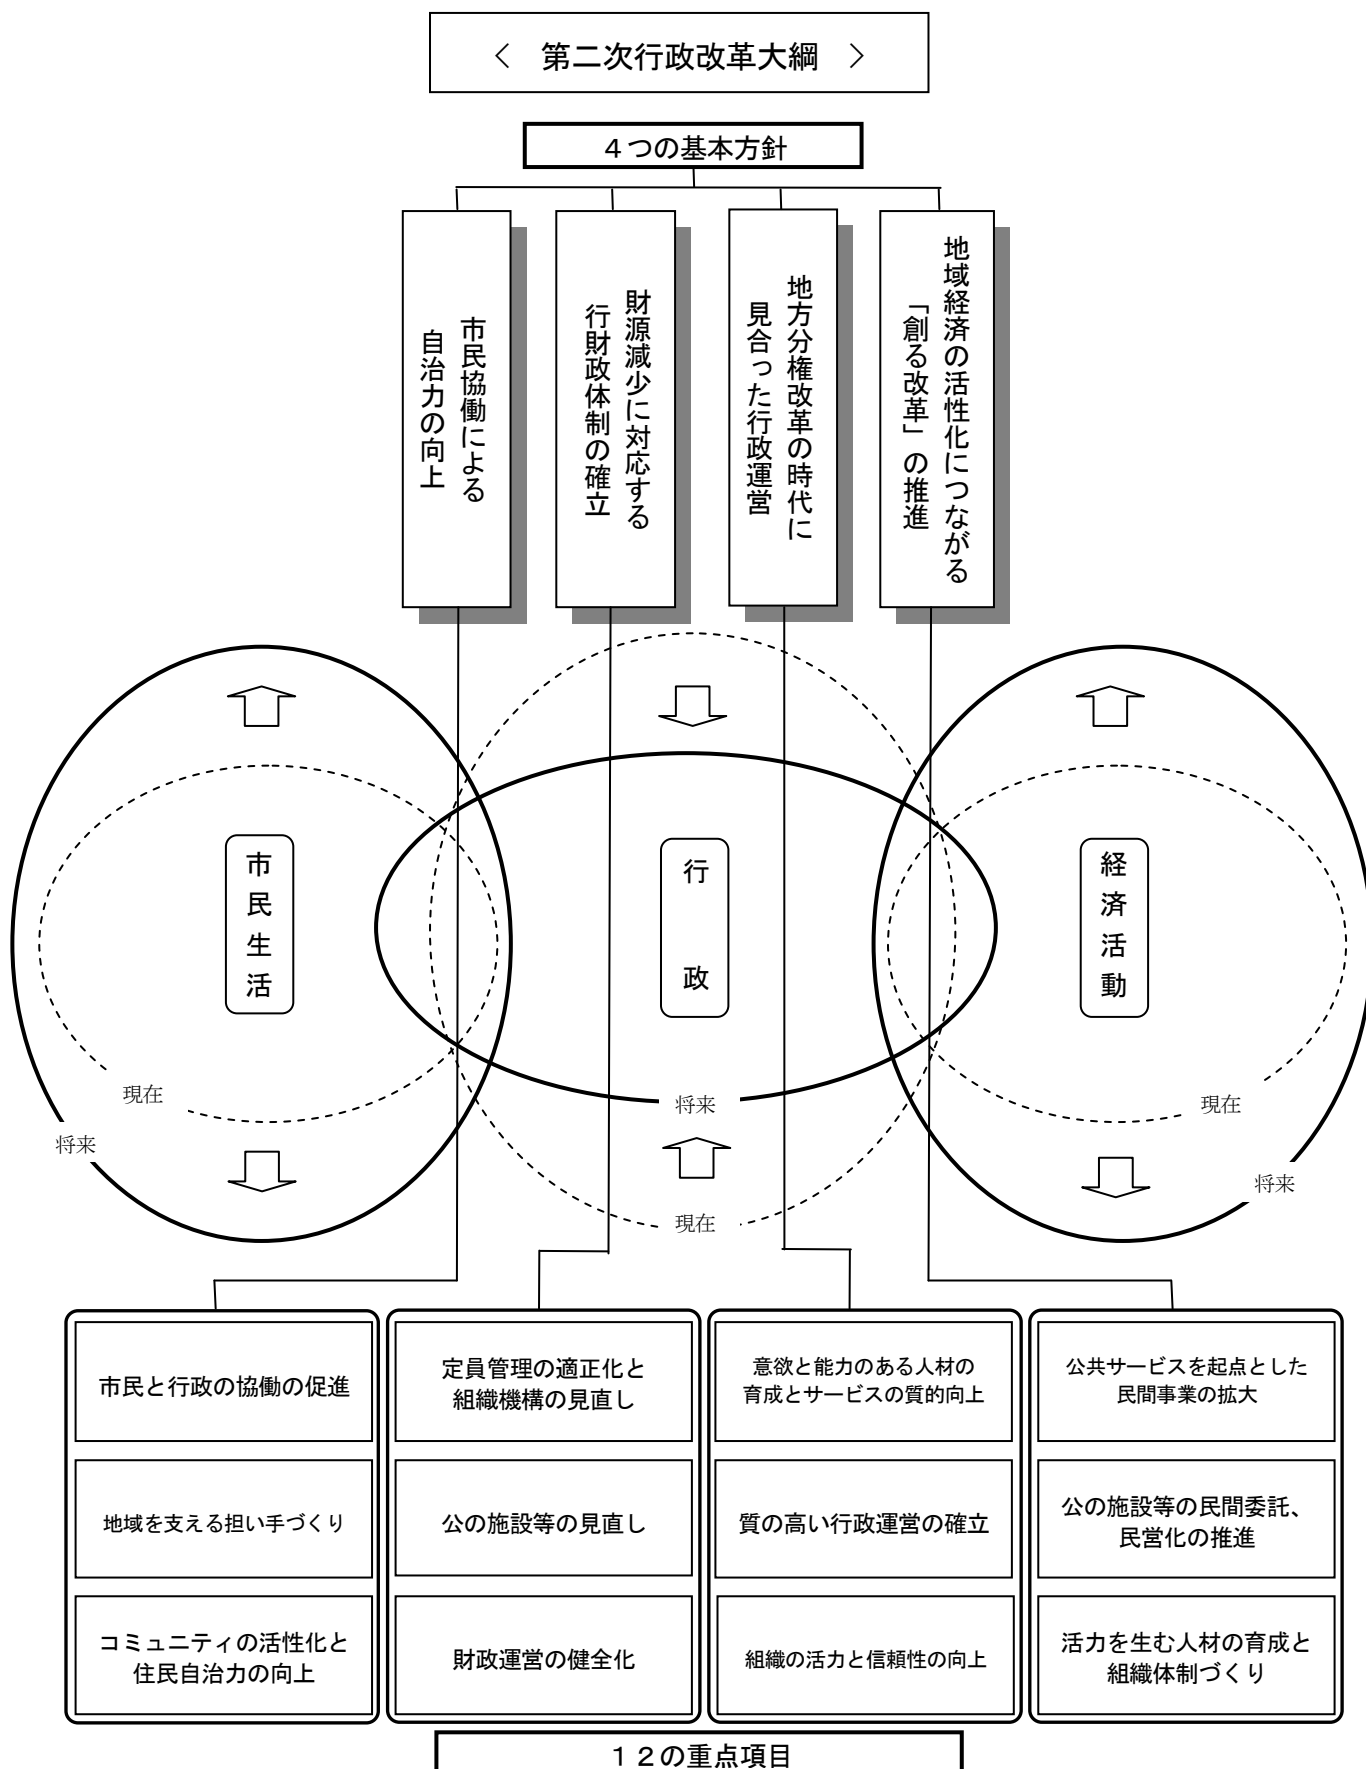 〈 第二次行政改革大綱 〉
４つの基本方針
市民協働による
自治力の向上
財源減少に対応する
行財政体制の確立
地方分権改革の時代に
見合った行政運営
地域経済の活性化につながる
「創る改革」の推進
市民生活
行政
経済活動
現在
将来
将来
現在
現在
将来
市民と行政の協働の促進
地域を支える担い手づくり
コミュニティの活性化と
住民自治力の向上
定員管理の適正化と
組織機構の見直し
公の施設等の見直し
財政運営の健全化
意欲と能力のある人材の
育成とサービスの質的向上
質の高い行政運営の確立
組織の活力と信頼性の向上
公共サービスを起点とした
民間事業の拡大
公の施設等の民間委託、
民営化の推進
活力を生む人材の育成と
組織体制づくり
１２の重点項目